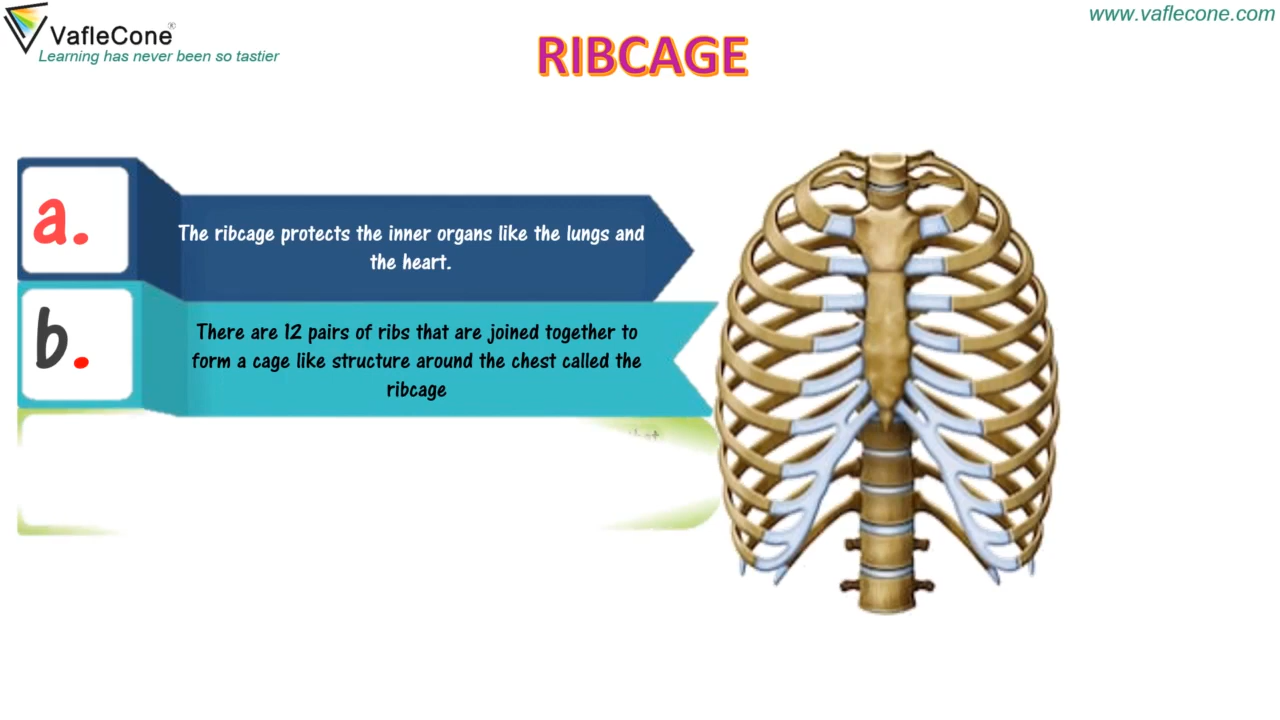 VafleCone®
Learning has never been so tastier
www.vaflecone.com
RIBCAGE
a.
The ribcage protects the inner organs like the lungs and
the heart.
b.
There are 12 pairs of ribs that are joined together to
form a cage like structure around the chest called the
ribcage